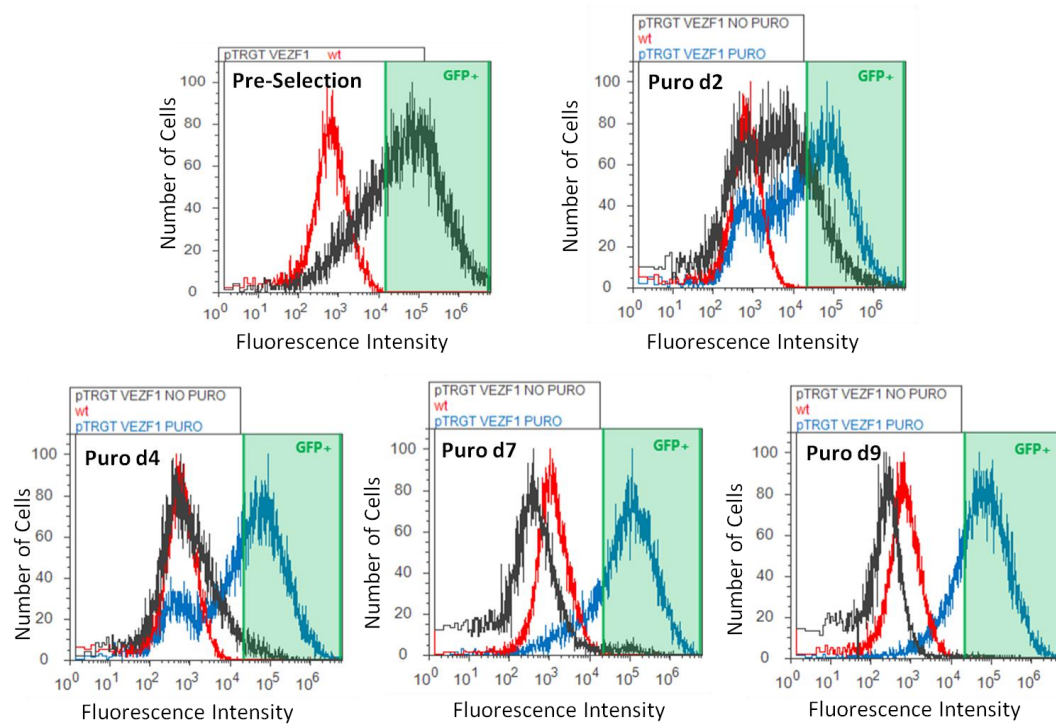 pTRGT VEZF1 wt
Pre-Selection
GFP+
100
80
60
40
20
0
Number of Cells
10^0 10^1 10^2 10^3 10^4 10^5 10^6
Fluorescence Intensity
pTRGT VEZF1 NO PURO
wt
pTRGT VEZF1 PURO
Puro d2
GFP+
100
80
60
40
20
0
Number of Cells
10^0 10^1 10^2 10^3 10^4 10^5 10^6
Fluorescence Intensity
pTRGT VEZF1 NO PURO
wt
pTRGT VEZF1 PURO
Puro d4
GFP+
100
80
60
40
20
0
Number of Cells
10^0 10^1 10^2 10^3 10^4 10^5 10^6
Fluorescence Intensity
pTRGT VEZF1 NO PURO
wt
pTRGT VEZF1 PURO
Puro d7
GFP+
100
80
60
40
20
0
Number of Cells
10^0 10^1 10^2 10^3 10^4 10^5 10^6
Fluorescence Intensity
pTRGT VEZF1 NO PURO
wt
pTRGT VEZF1 PURO
Puro d9
GFP+
100
80
60
40
20
0
Number of Cells
10^0 10^1 10^2 10^3 10^4 10^5 10^6
Fluorescence Intensity